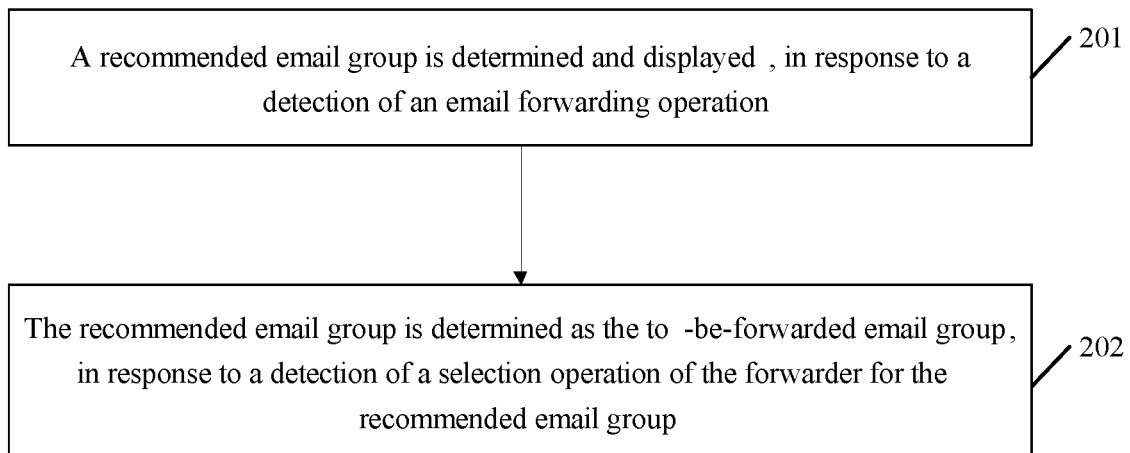 A recommended email group is determined and displayed , in response to a
detection of an email forwarding operation
201
The recommended email group is determined as the to -be-forwarded email group,
in response to a detection of a selection operation of the forwarder for the
recommended email group
202